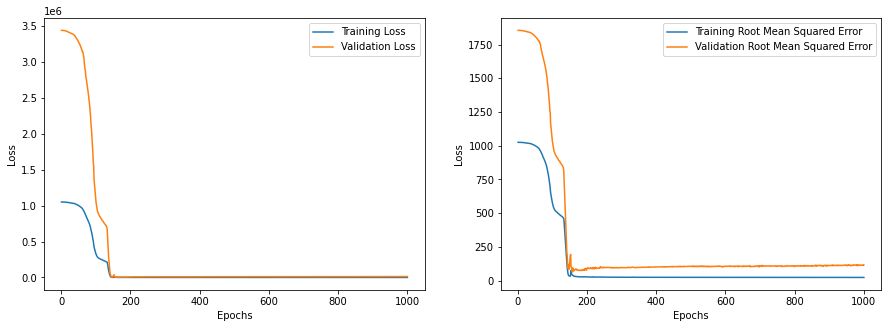 1e6
3.5
3.0
2.5
2.0
1.5
1.0
0.5
0.0
Loss
Training Loss
Validation Loss
0 200 400 600 800 1000
Epochs
1750
1500
1250
1000
750
500
250
0
Loss
Training Root Mean Squared Error
Validation Root Mean Squared Error
0 200 400 600 800 1000
Epochs